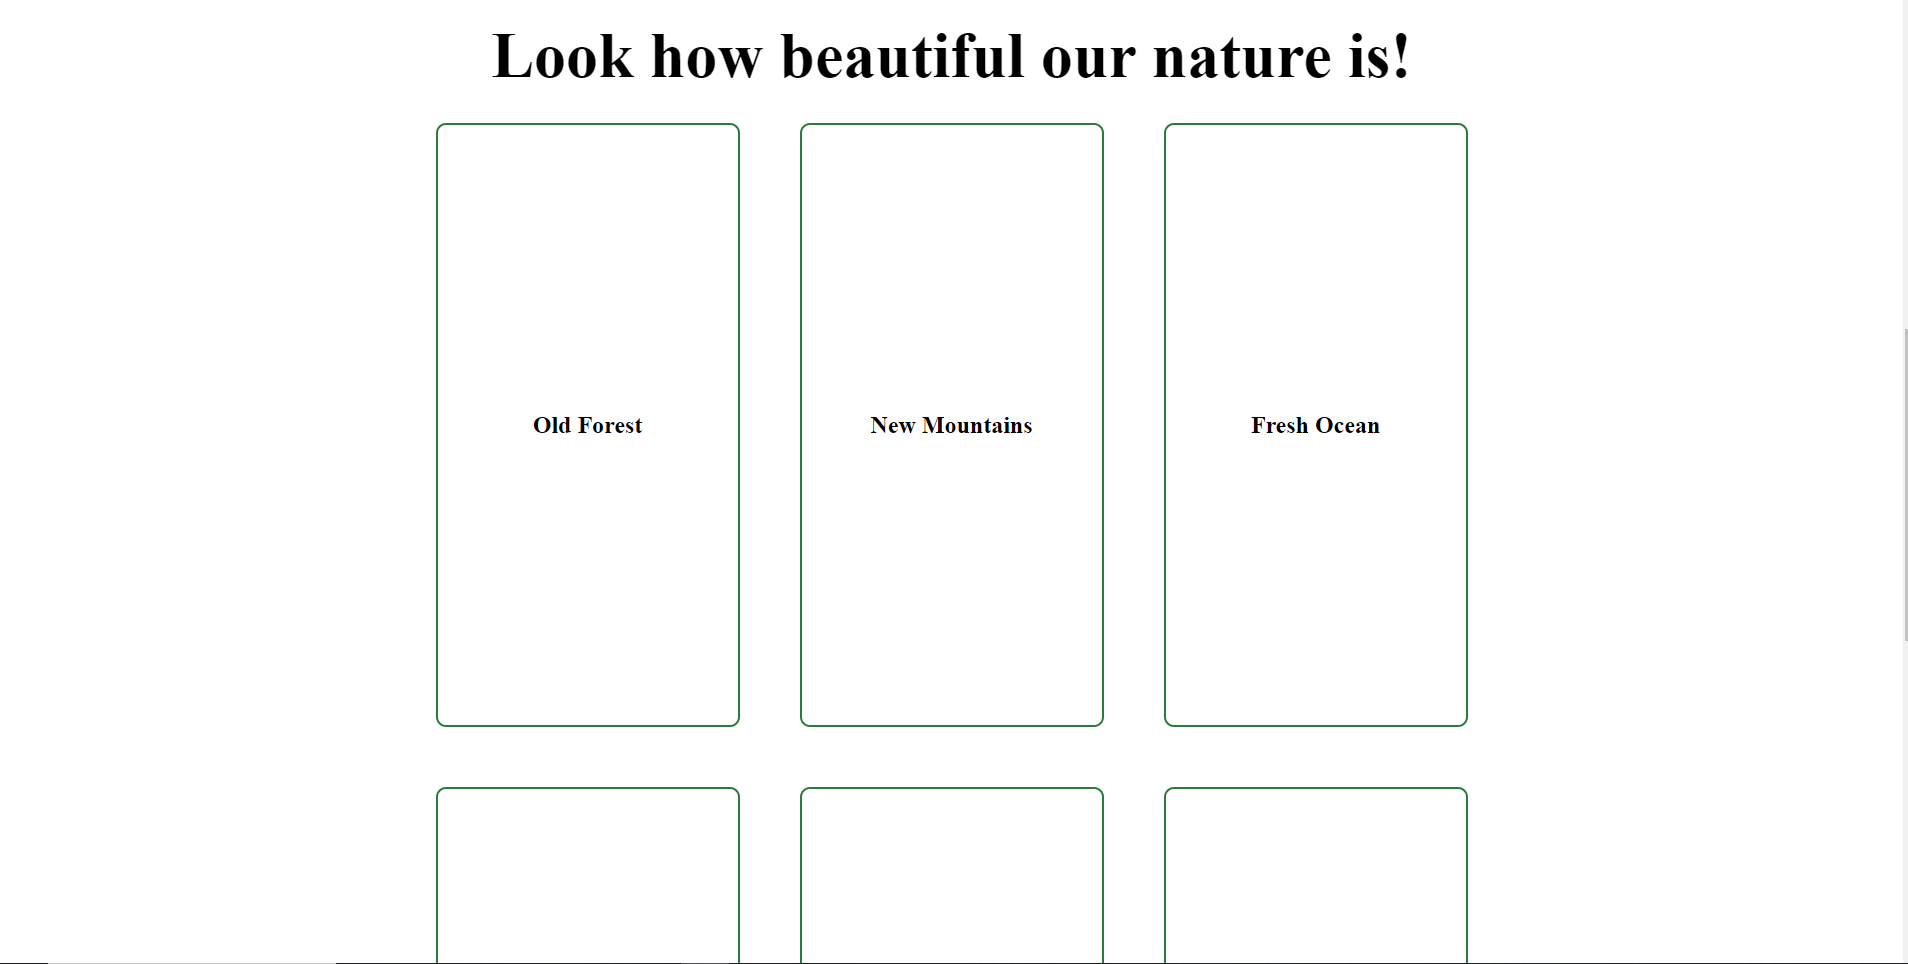 Look how beautiful our nature is!
Old Forest
New Mountains
Fresh Ocean